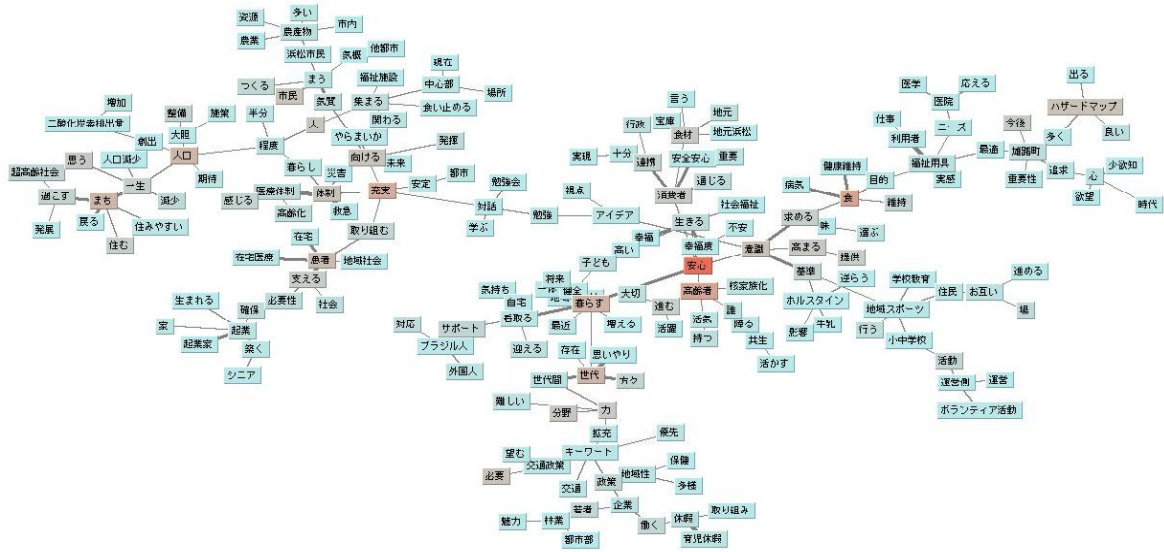 多い
資源
農産物
市内
農業
浜松市民
気概
他都市
まう
つくる
市民
気質
福祉施設
現在
中心部
場所
集まる
食い止める
人
関わる
やらまいか
発揮
向ける
未来
半分
程度
暮らし
災害
医療体制
体制
感じる
高齢化
救急
充実
安定
都市
取り組む
増加
二酸化炭素排出量
整備
施策
大胆
創出
人口減少
人口
期待
思う
超高齢社会
一生
過ごす
まち
減少
発展
戻る
住みやすい
住む
在宅
在宅医療
患者
地域社会
支える
必要性
社会
生まれる
確保
家
起業
起業家
築く
シニア
勉強会
対話
学ぶ
勉強
視点
アイデア
実現
十分
行政
連携
言う
宝庫
地元
食材
地元浜松
安全安心
重要
消費者
通じる
生きる
社会福祉
幸福
幸福度
不安
高い
子ども
安心
意識
求める
高まる
提供
基準
味
選ぶ
病気
健康維持
食
維持
目的
仕事
利用者
福祉用具
実感
医学
医院
応える
ニーズ
最適
今後
雄踏町
重要性
多く
ハザードマップ
出る
良い
追求
心
少欲知
欲望
時代
逆らう
ホルスタイン
影響
牛乳
地域スポーツ
学校教育
住民
お互い
進める
場
行う
小中学校
活動
運営側
運営
ボランティア活動
高齢者
核家族化
誰
活気
持つ
障る
共生
活かす
大切
進む
活躍
将来
気持ち
自宅
健全
暮らす
看取る
最近
増える
迎える
サポート
対応
ブラジル人
外国人
存在
思いやり
世代
方々
世代間
難しい
分野
力
拡充
キーワート
優先
望む
交通政策
必要
交通
政策
地域性
保健
多様
企業
若者
林業
魅力
都市部
働く
休暇
取り組み
育児休暇